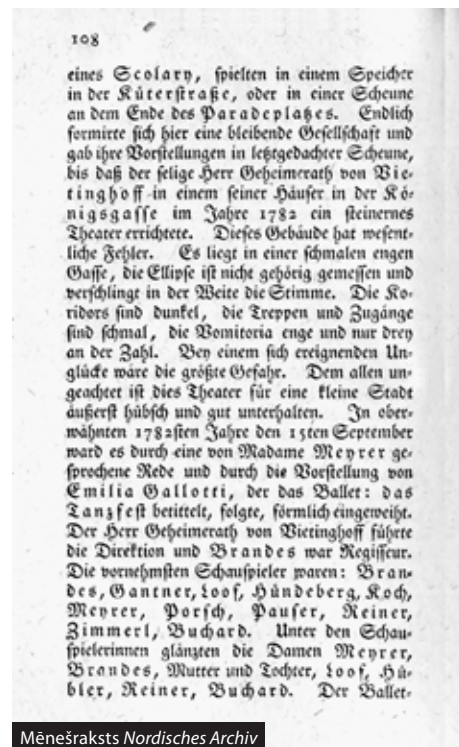 108
eines Scolary, spielten in einem Speicher
in der Küterstraße, oder in einer Scheune
an dem Ende des Paradeplatzes. Endlich
formirte sich hier eine bleibende Gesellschaft und
gab ihre Vorstellungen in letztgedachter Scheune,
bis daß der selige Herr Geheimerath von Vie-
tinghoff in einem seiner Häuser in der Kö-
nigsgasse im Jahre 1782 ein steinernes
Theater errichtete. Dieses Gebäude hat wesent-
liche Fehler. Es liegt in einer schmalen engen
Gasse, die Ellipse ist nicht gehörig gemessen und
verschlingt in der Weite die Stimme. Die Ko-
ridors sind dunkel, die Treppen und Zugänge
sind schmal, die Vomitoria enge und nur drey
an der Zahl. Bey einem sich ereignenden Un-
glücke wäre die größte Gefahr. Dem allen un-
geachtet ist dies Theater für eine kleine Stadt
äußerst hübsch und gut unterhalten. In ober-
wähnten 1782sten Jahre den 15ten September
ward es durch eine von Madame Meyrer ge-
sprochene Rede und durch die Vorstellung von
Emilia Gallotti, der das Ballet: das
Tanzfest betittelt, folgte, förmlich eingeweiht.
Der Herr Geheimerath von Vietinghoff führte
die Direktion und Brandes war Regisseur.
Die vornehmsten Schauspieler waren: Bran-
des, Gantner, Loof, Hündeberg, Koch,
Meyrer, Porsch, Pauser, Reiner,
Zimmerl, Buchard. Unter den Schau-
spielerinnen glänzten die Damen Meyrer,
Brandes, Mutter und Tochter, Loof, Hü-
bler, Reiner, Buchard. Der Ballet-
Mēnešraksts Nordisches Archiv